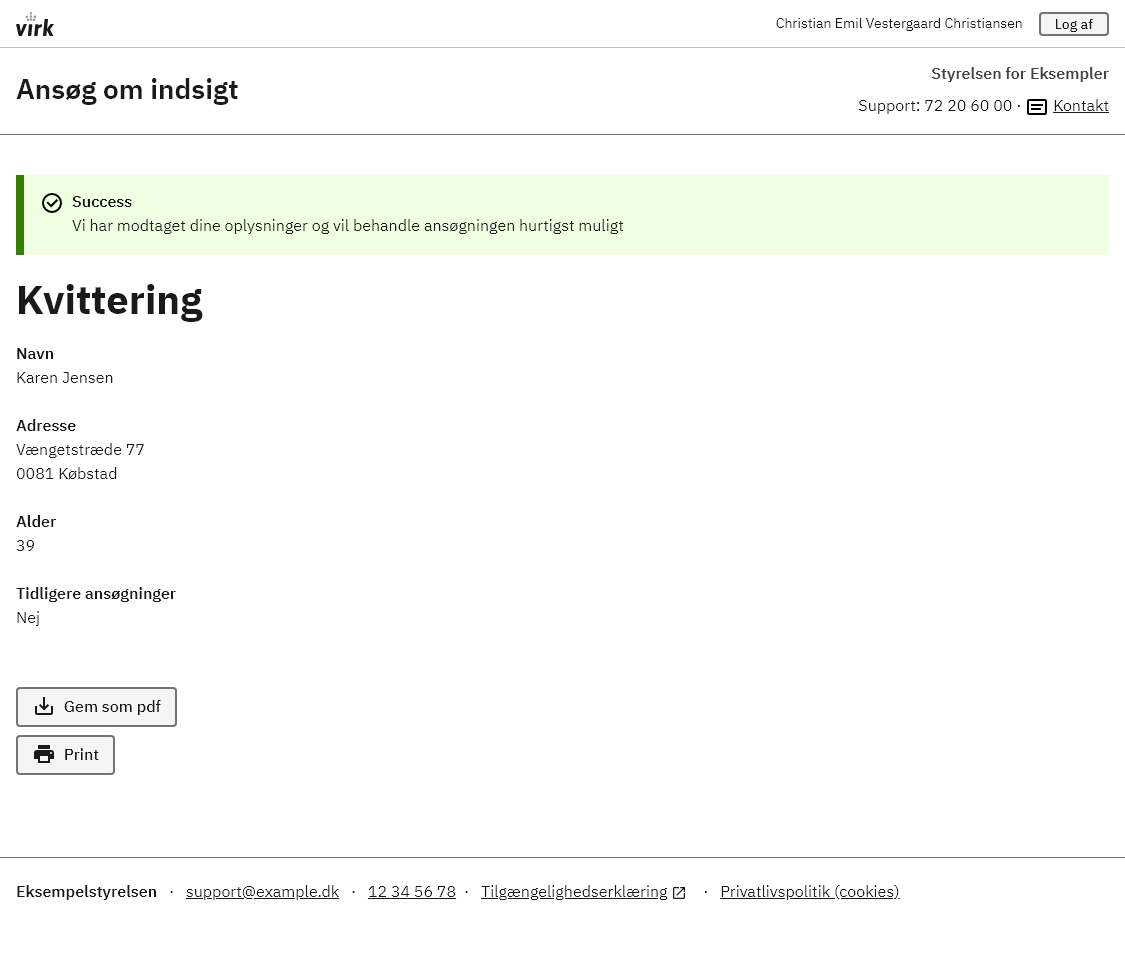 virk
Christian Emil Vestergaard Christiansen
Log af
Ansøg om indsigt
Styrelsen for Eksempler
Support: 72 20 60 00 · Kontakt
Success
Vi har modtaget dine oplysninger og vil behandle ansøgningen hurtigst muligt
Kvittering
Navn
Karen Jensen
Adresse
Vængetstræde 77
0081 Købstad
Alder
39
Tidligere ansøgninger
Nej
Gem som pdf
Print
Eksempelstyrelsen · support@example.dk · 12 34 56 78 · Tilgængelighedserklæring · Privatlivspolitik (cookies)